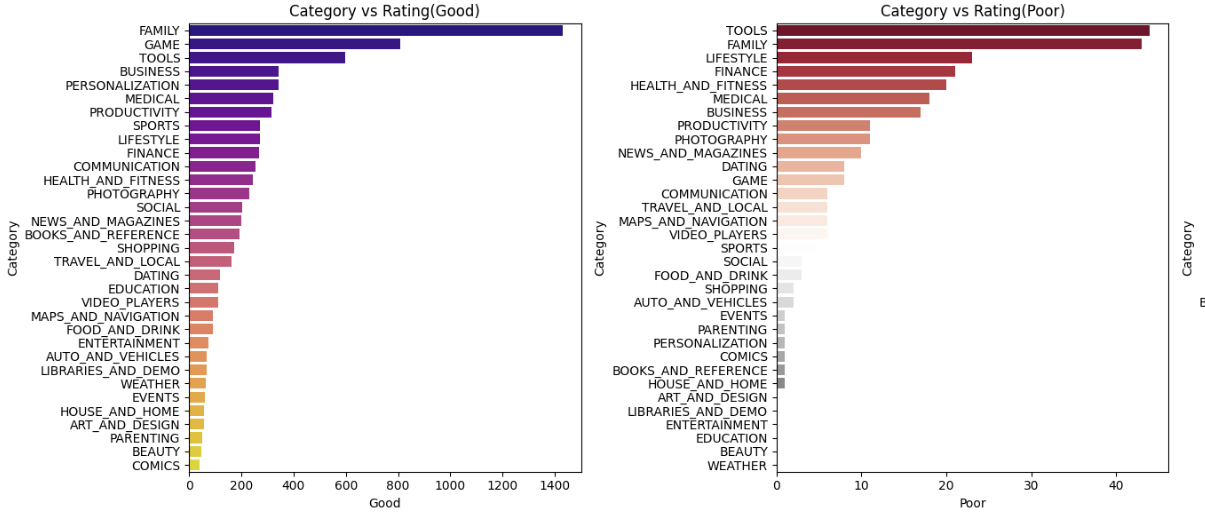 Category vs Rating(Good)
FAMILY
GAME
TOOLS
BUSINESS
PERSONALIZATION
MEDICAL
PRODUCTIVITY
SPORTS
LIFESTYLE
FINANCE
COMMUNICATION
HEALTH_AND_FITNESS
PHOTOGRAPHY
SOCIAL
NEWS_AND_MAGAZINES
BOOKS_AND_REFERENCE
SHOPPING
TRAVEL_AND_LOCAL
DATING
EDUCATION
VIDEO_PLAYERS
MAPS_AND_NAVIGATION
FOOD_AND_DRINK
ENTERTAINMENT
AUTO_AND_VEHICLES
LIBRARIES_AND_DEMO
WEATHER
EVENTS
HOUSE_AND_HOME
ART_AND_DESIGN
PARENTING
BEAUTY
COMICS
Category
0 200 400 600 800 1000 1200 1400
Good
Category vs Rating(Poor)
TOOLS
FAMILY
LIFESTYLE
FINANCE
HEALTH_AND_FITNESS
MEDICAL
BUSINESS
PRODUCTIVITY
PHOTOGRAPHY
NEWS_AND_MAGAZINES
DATING
GAME
COMMUNICATION
TRAVEL_AND_LOCAL
MAPS_AND_NAVIGATION
VIDEO_PLAYERS
SPORTS
SOCIAL
FOOD_AND_DRINK
SHOPPING
AUTO_AND_VEHICLES
EVENTS
PARENTING
PERSONALIZATION
COMICS
BOOKS_AND_REFERENCE
HOUSE_AND_HOME
ART_AND_DESIGN
LIBRARIES_AND_DEMO
ENTERTAINMENT
EDUCATION
BEAUTY
WEATHER
Category
0 10 20 30 40
Poor
Category